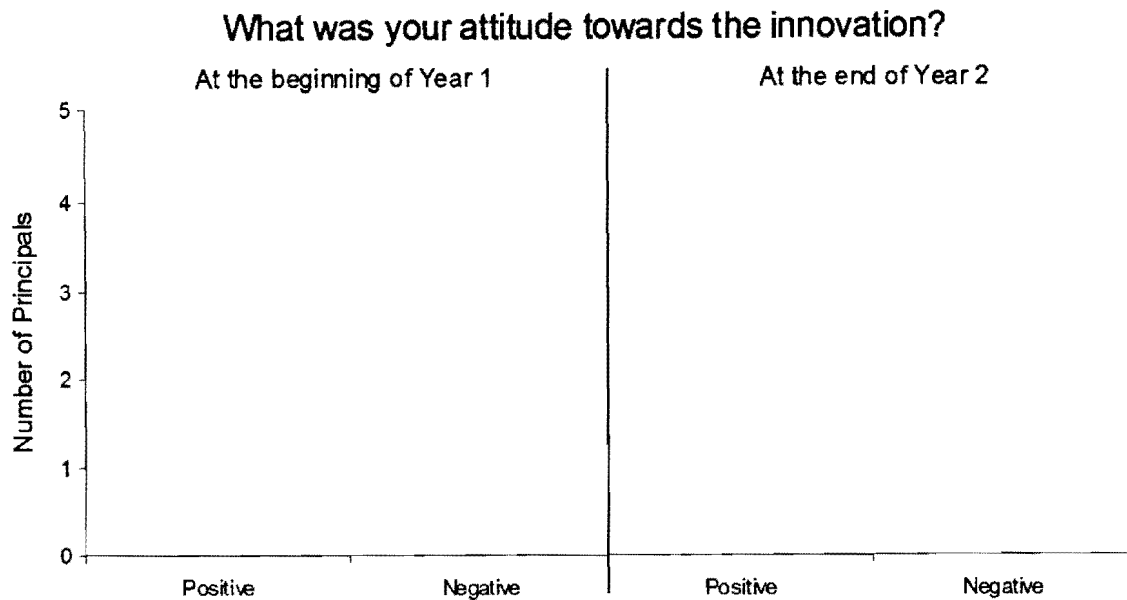 What was your attitude towards the innovation?
At the beginning of Year 1
At the end of Year 2
Number of Principals
5
4
3
2
1
0
Positive
Negative
Positive
Negative